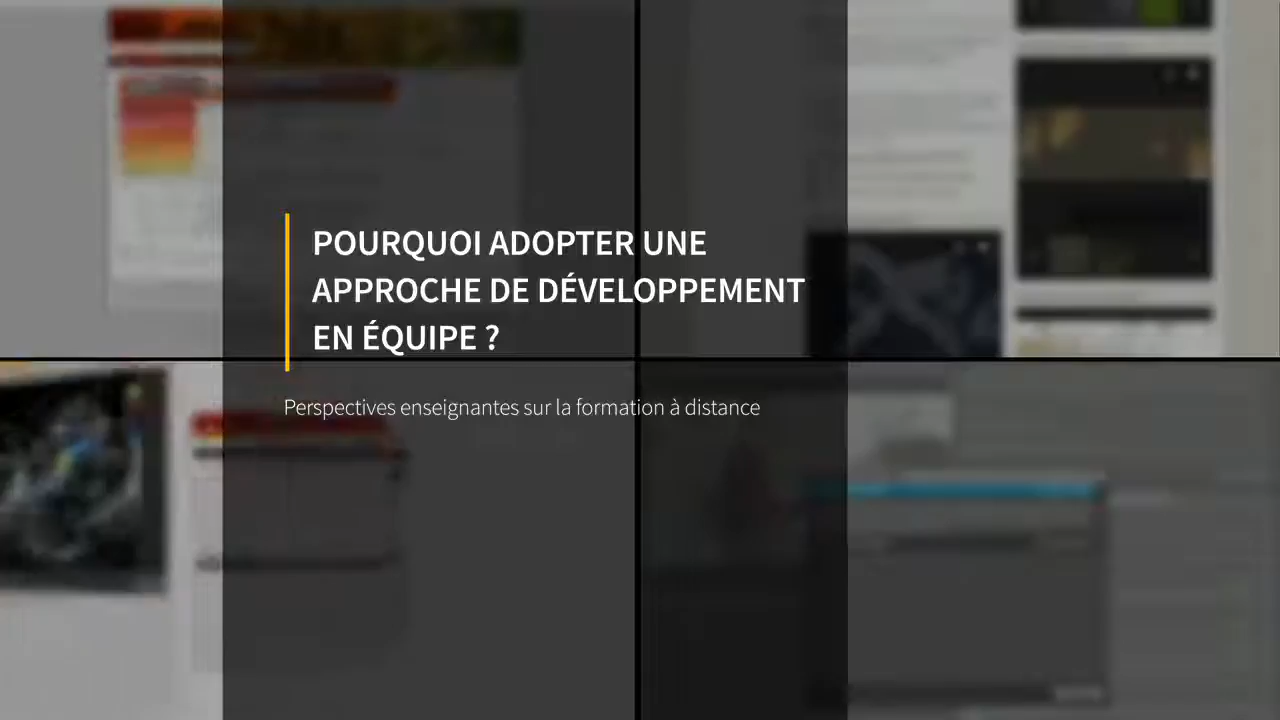 POURQUOI ADOPTER UNE
APPROCHE DE DÉVELOPPEMENT
EN ÉQUIPE ?
Perspectives enseignantes sur la formation à distance